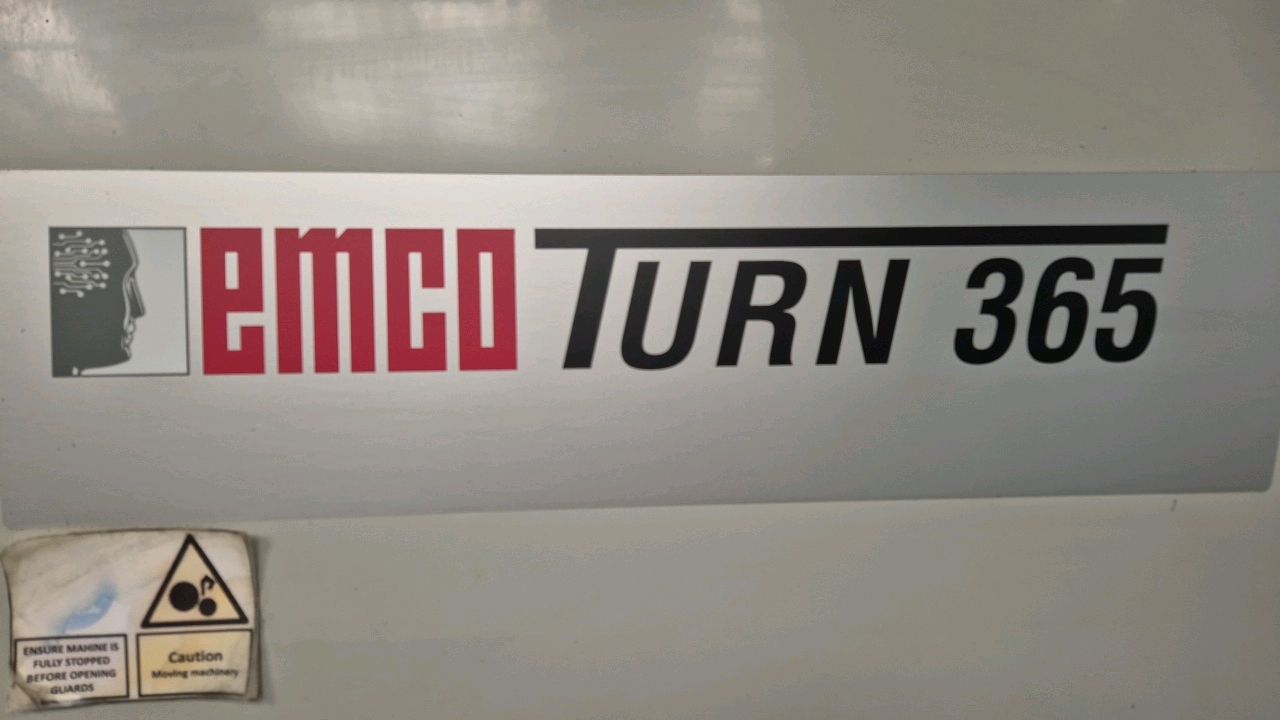 emco TURN 365
ENSURE MAHINE IS
FULLY STOPPED
BEFORE OPENING
GUARDS
Caution
Moving machinery